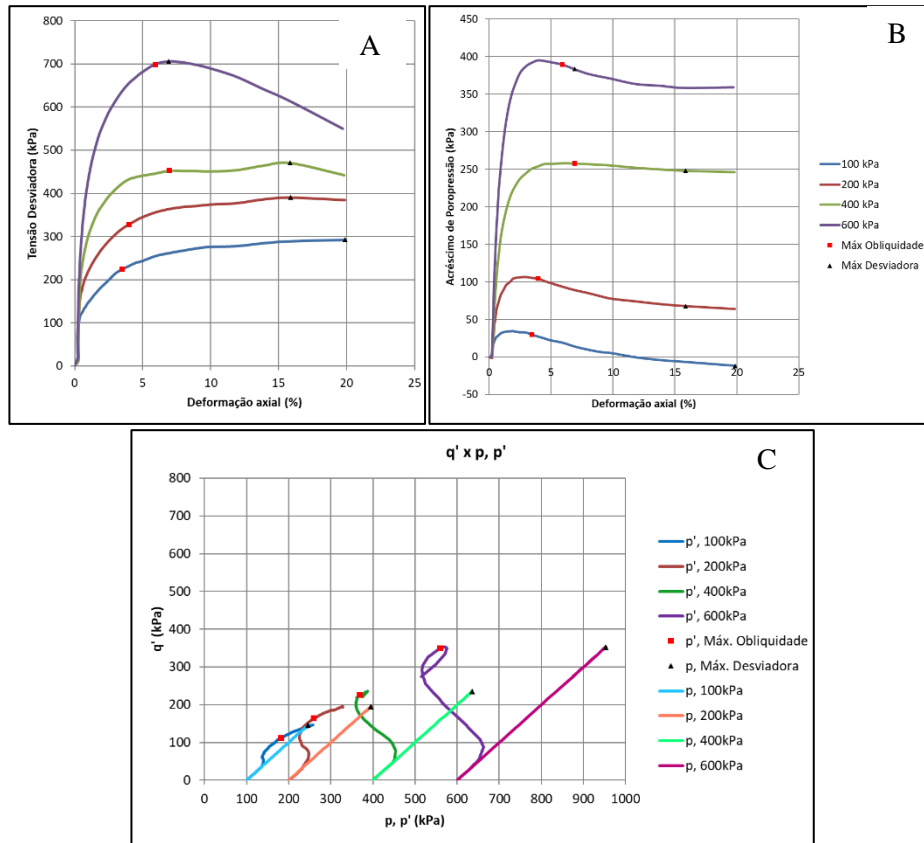 A
800
700
600
500
400
300
200
100
0
Tensão Desviadora (kPa)
0 5 10 15 20 25
Deformação axial (%)
B
450
400
350
300
250
200
150
100
50
0
-50
Acréscimo de Poropressão (kPa)
0 5 10 15 20 25
Deformação axial (%)
100 kPa
200 kPa
400 kPa
600 kPa
Máx Obliquidade
Máx Desviadora
q' x p, p'
C
800
700
600
500
400
300
200
100
0
q' (kPa)
0 100 200 300 400 500 600 700 800 900 1000
p, p' (kPa)
p', 100kPa
p', 200kPa
p', 400kPa
p', 600kPa
p', Máx. Obliquidade
p, Máx. Desviadora
p, 100kPa
p, 200kPa
p, 400kPa
p, 600kPa